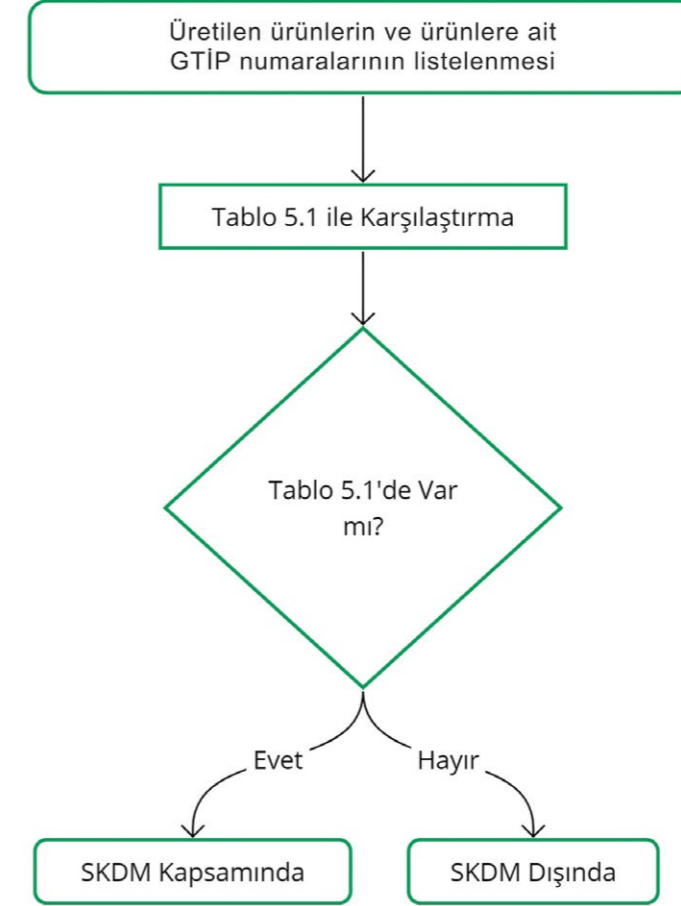 Üretilen ürünlerin ve ürünlere ait
GTİP numaralarının listelenmesi
Tablo 5.1 ile Karşılaştırma
Tablo 5.1'de Var
mı?
Evet
Hayır
SKDM Kapsamında
SKDM Dışında